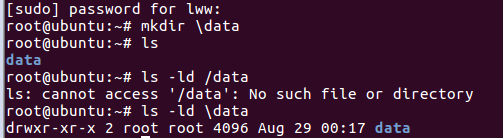 [sudo] password for lww:
root@ubuntu:~# mkdir \data
root@ubuntu:~# ls
data
root@ubuntu:~# ls -ld /data
ls: cannot access '/data': No such file or directory
root@ubuntu:~# ls -ld \data
drwxr-xr-x 2 root root 4096 Aug 29 00:17 data